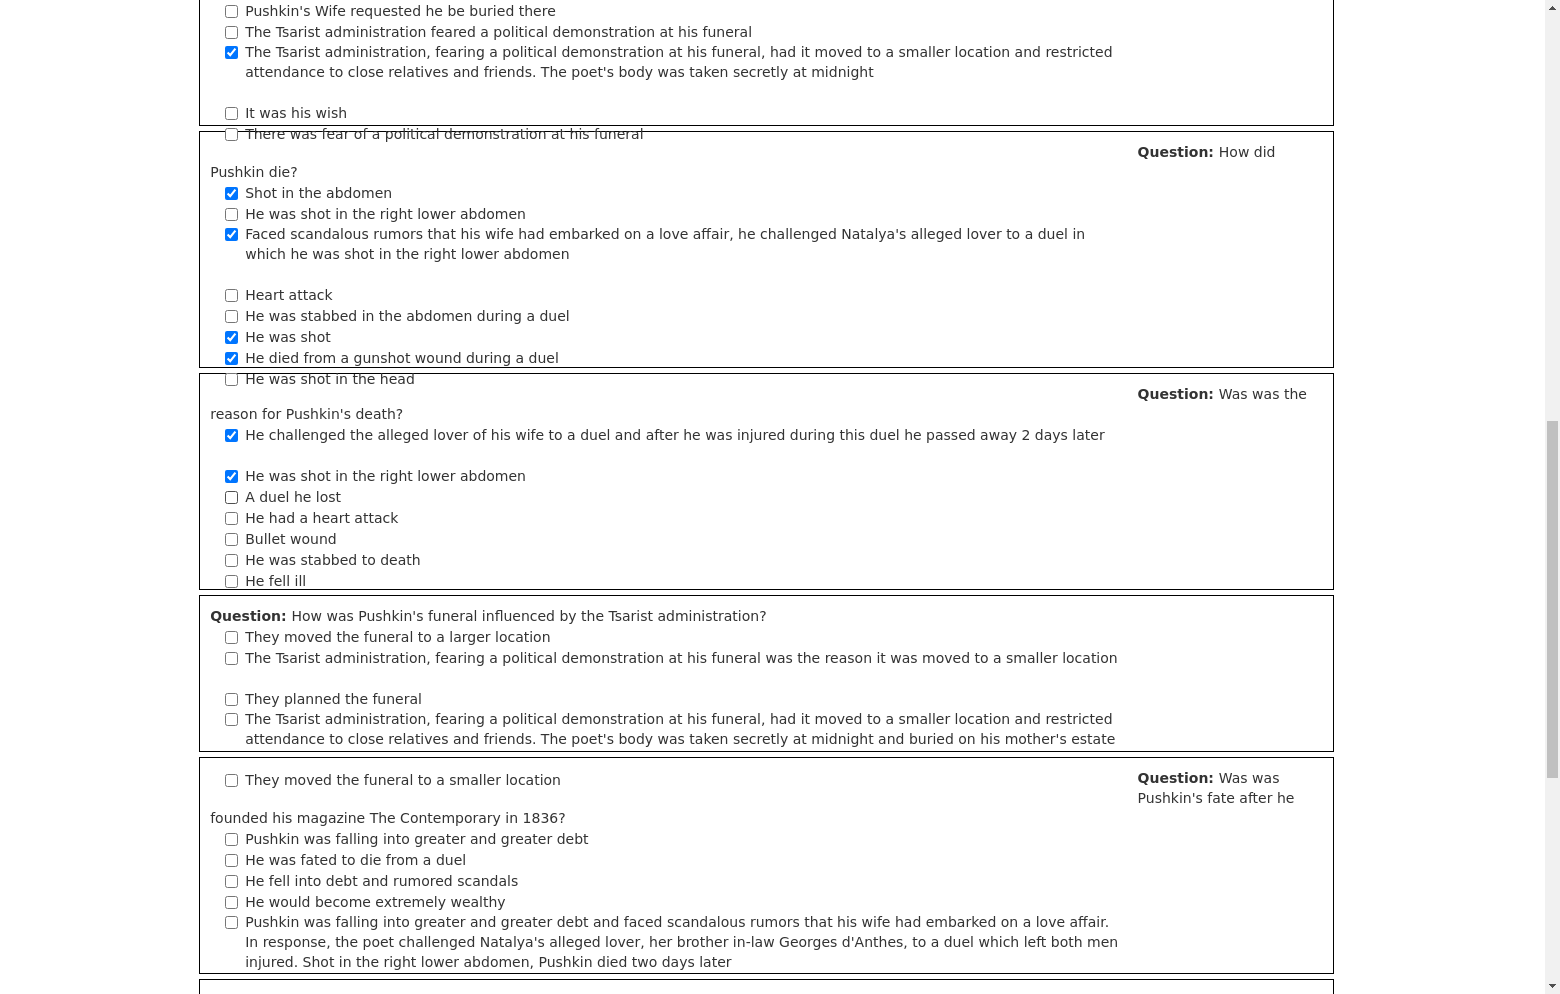 Pushkin's Wife requested he be buried there
The Tsarist administration feared a political demonstration at his funeral
The Tsarist administration, fearing a political demonstration at his funeral, had it moved to a smaller location and restricted
attendance to close relatives and friends. The poet's body was taken secretly at midnight
It was his wish
There was fear of a political demonstration at his funeral
Question: How did
Pushkin die?
Shot in the abdomen
He was shot in the right lower abdomen
Faced scandalous rumors that his wife had embarked on a love affair, he challenged Natalya's alleged lover to a duel in
which he was shot in the right lower abdomen
Heart attack
He was stabbed in the abdomen during a duel
He was shot
He died from a gunshot wound during a duel
He was shot in the head
Question: Was was the
reason for Pushkin's death?
He challenged the alleged lover of his wife to a duel and after he was injured during this duel he passed away 2 days later
He was shot in the right lower abdomen
A duel he lost
He had a heart attack
Bullet wound
He was stabbed to death
He fell ill
Question: How was Pushkin's funeral influenced by the Tsarist administration?
They moved the funeral to a larger location
The Tsarist administration, fearing a political demonstration at his funeral was the reason it was moved to a smaller location
They planned the funeral
The Tsarist administration, fearing a political demonstration at his funeral, had it moved to a smaller location and restricted
attendance to close relatives and friends. The poet's body was taken secretly at midnight and buried on his mother's estate
They moved the funeral to a smaller location
Question: Was was
Pushkin's fate after he
founded his magazine The Contemporary in 1836?
Pushkin was falling into greater and greater debt
He was fated to die from a duel
He fell into debt and rumored scandals
He would become extremely wealthy
Pushkin was falling into greater and greater debt and faced scandalous rumors that his wife had embarked on a love affair.
In response, the poet challenged Natalya's alleged lover, her brother in-law Georges d'Anthes, to a duel which left both men
injured. Shot in the right lower abdomen, Pushkin died two days later